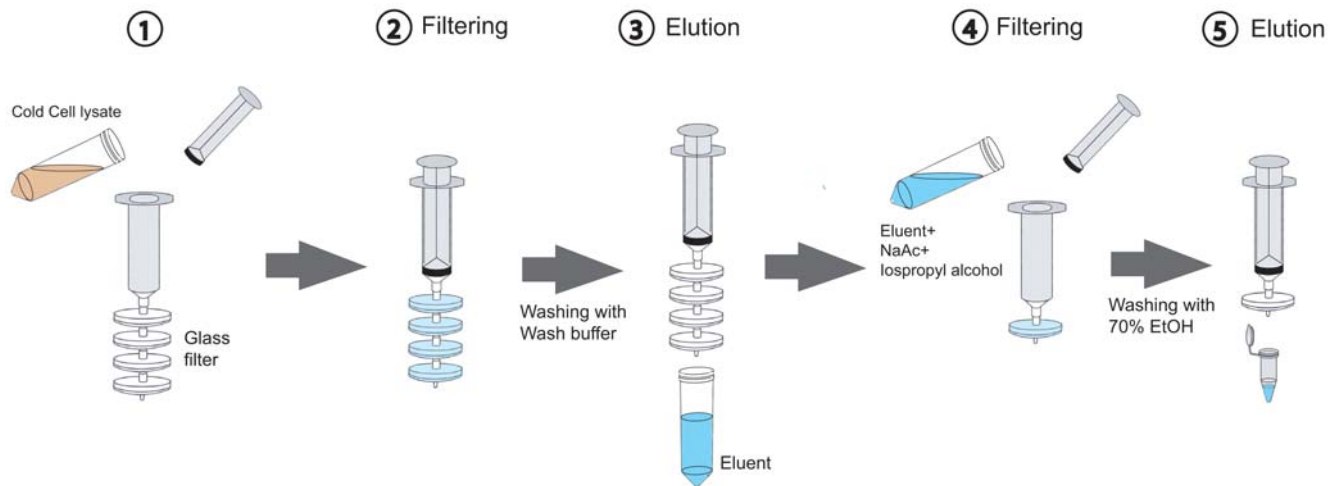 ①
② Filtering
③ Elution
④ Filtering
⑤ Elution
Cold Cell lysate
Glass
filter
Washing with
Wash buffer
Eluent
Eluent+
NaAc+
Iospropyl alcohol
Washing with
70% EtOH